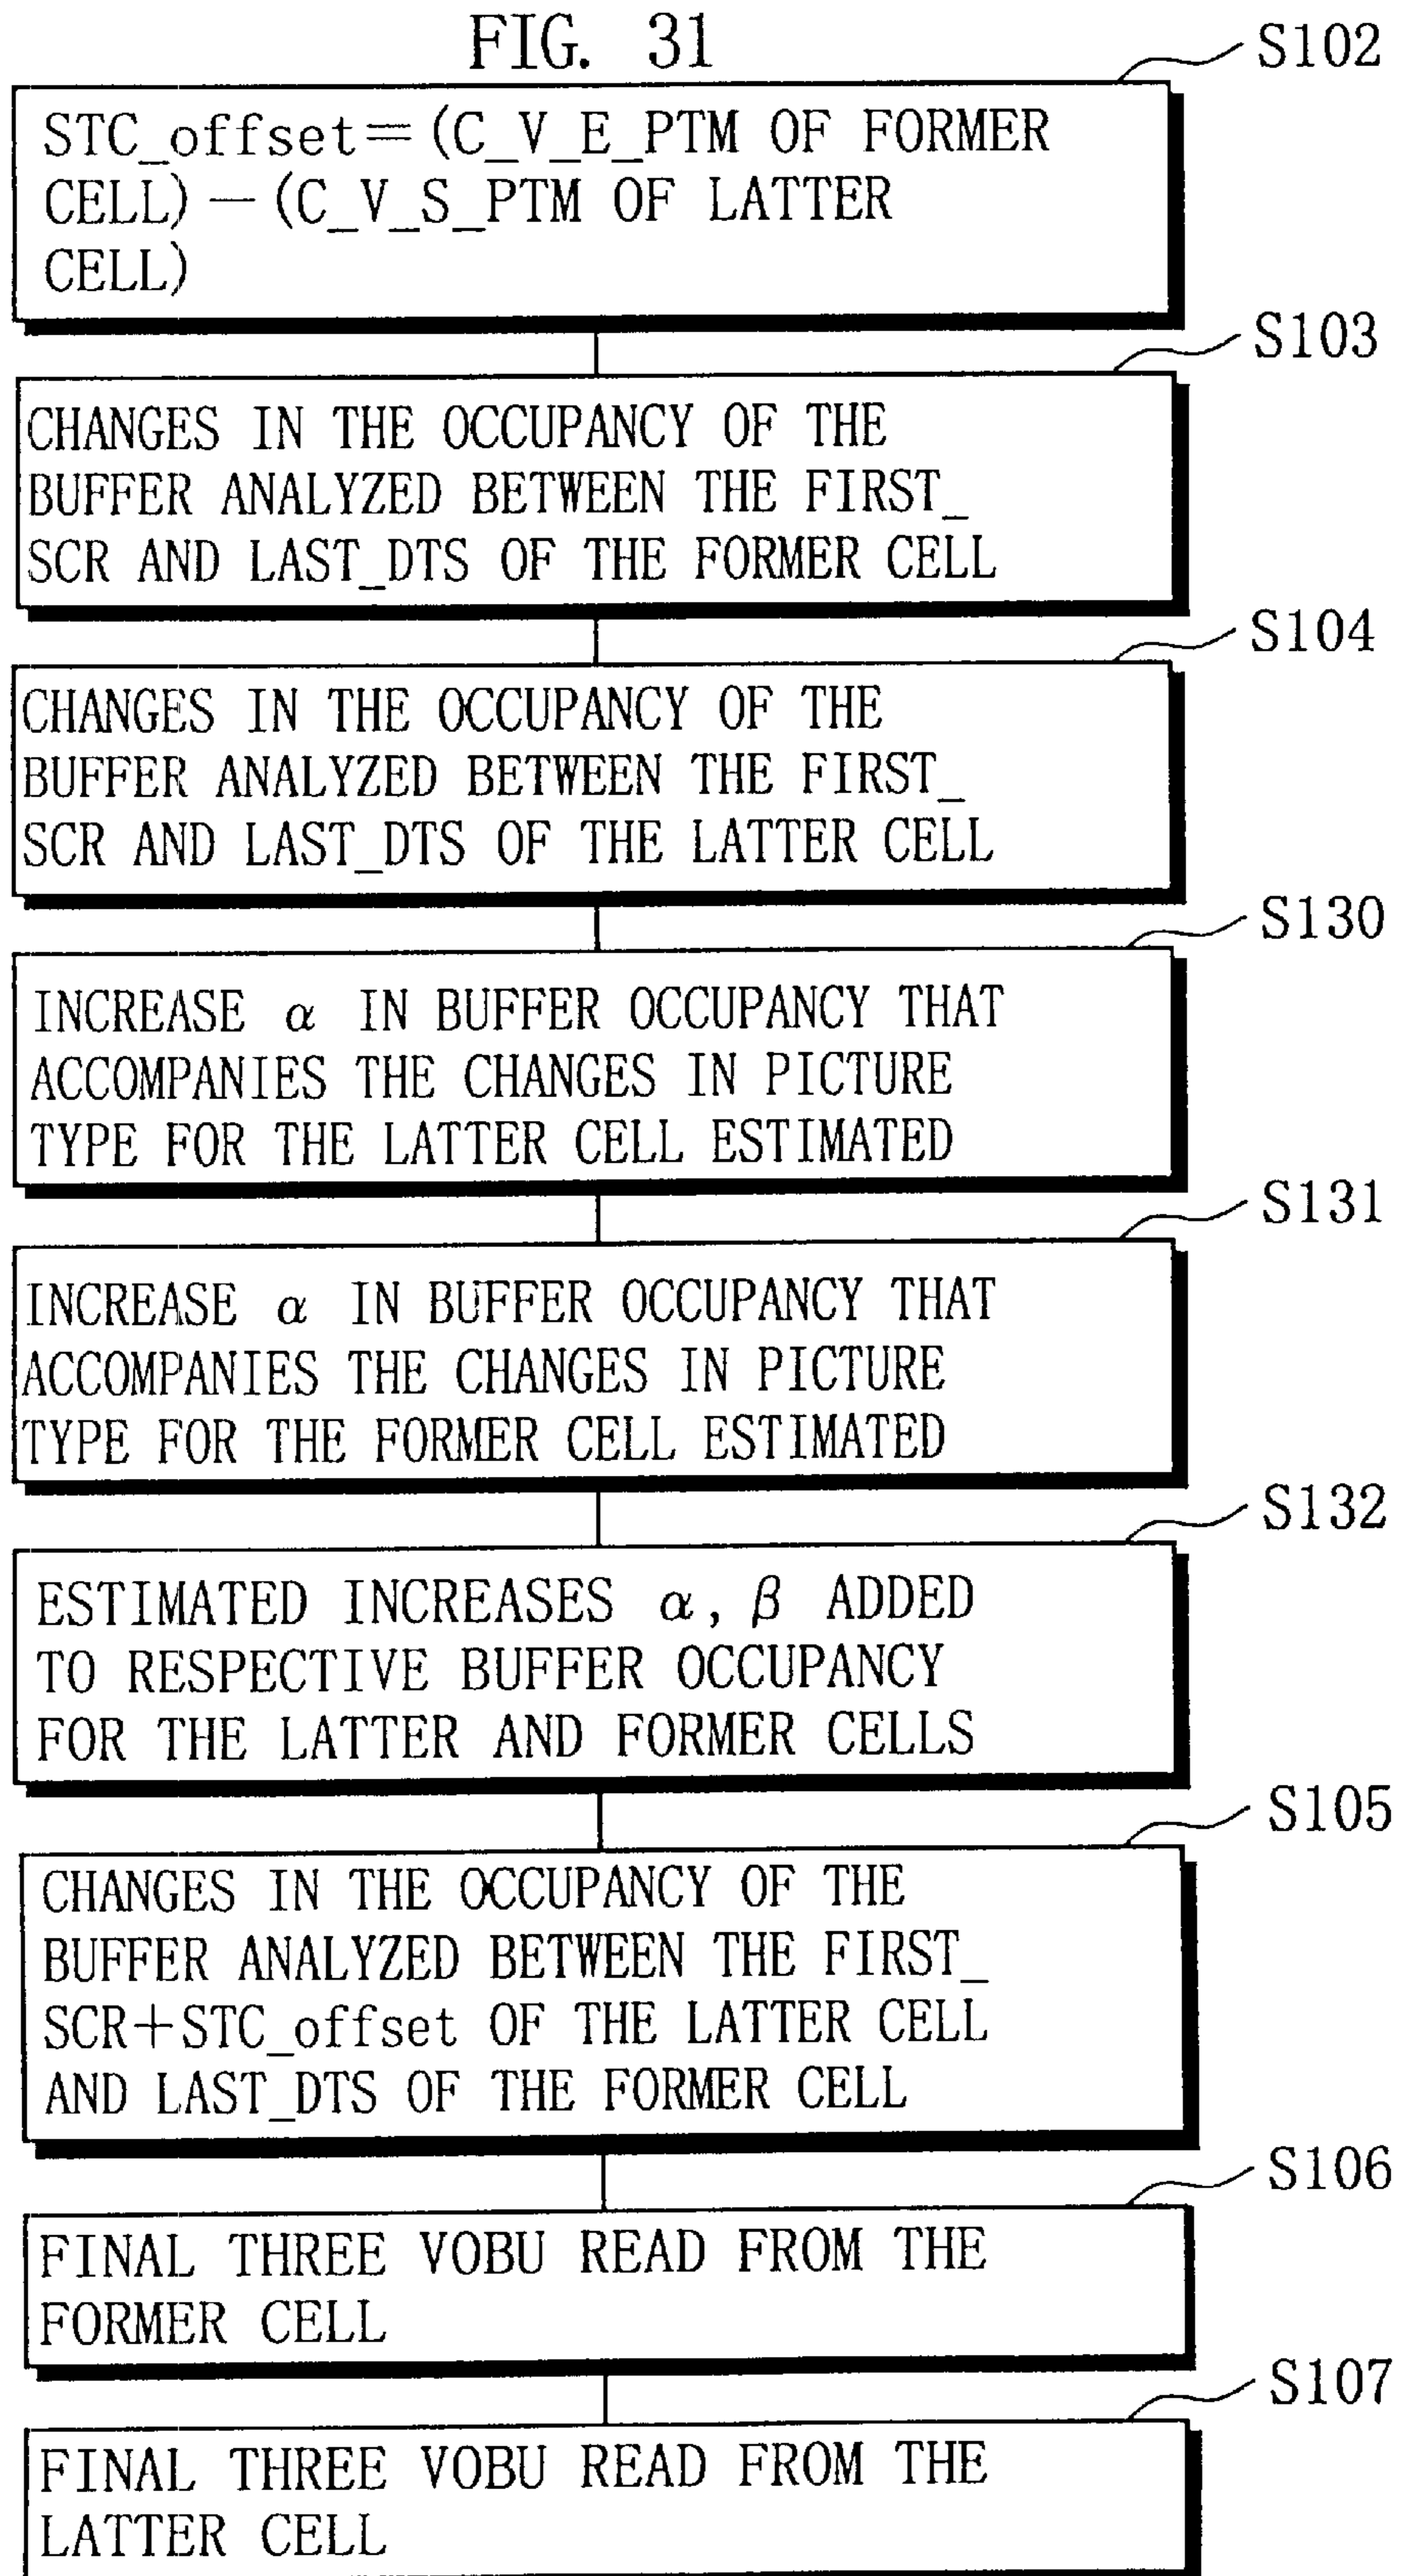 FIG. 31
S102
STC_offset=(C_V_E_PTM OF FORMER
CELL)-(C_V_S_PTM OF LATTER
CELL)
S103
CHANGES IN THE OCCUPANCY OF THE
BUFFER ANALYZED BETWEEN THE FIRST_
SCR AND LAST_DTS OF THE FORMER CELL
S104
CHANGES IN THE OCCUPANCY OF THE
BUFFER ANALYZED BETWEEN THE FIRST_
SCR AND LAST_DTS OF THE LATTER CELL
S130
INCREASE α IN BUFFER OCCUPANCY THAT
ACCOMPANIES THE CHANGES IN PICTURE
TYPE FOR THE LATTER CELL ESTIMATED
S131
INCREASE α IN BUFFER OCCUPANCY THAT
ACCOMPANIES THE CHANGES IN PICTURE
TYPE FOR THE FORMER CELL ESTIMATED
S132
ESTIMATED INCREASES α, β ADDED
TO RESPECTIVE BUFFER OCCUPANCY
FOR THE LATTER AND FORMER CELLS
S105
CHANGES IN THE OCCUPANCY OF THE
BUFFER ANALYZED BETWEEN THE FIRST_
SCR+STC_offset OF THE LATTER CELL
AND LAST_DTS OF THE FORMER CELL
S106
FINAL THREE VOBU READ FROM THE
FORMER CELL
S107
FINAL THREE VOBU READ FROM THE
LATTER CELL